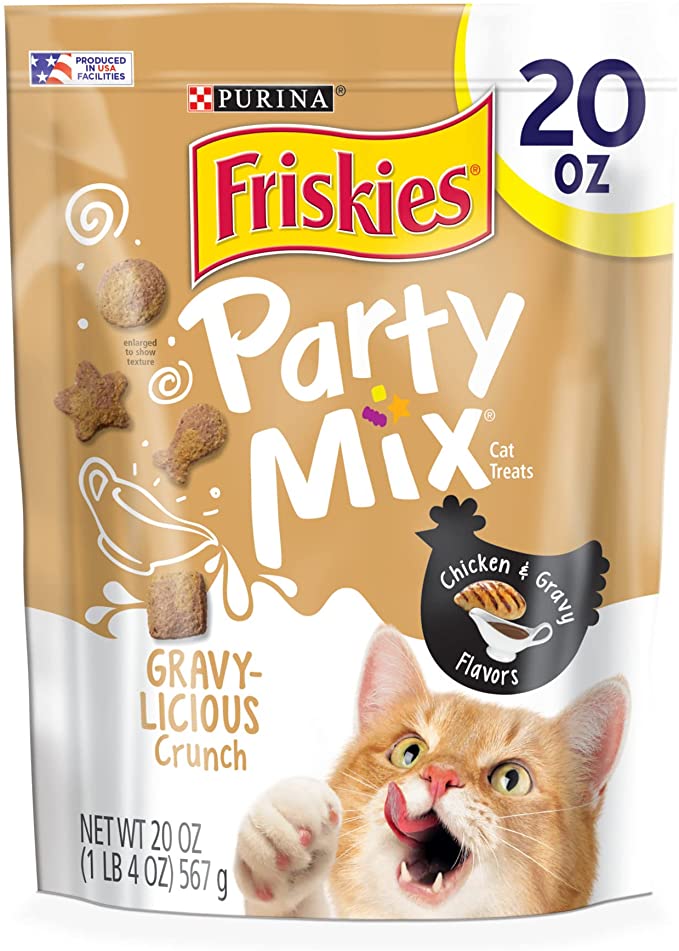 PRODUCED
IN USA
FACILITIES
PURINA®
20
OZ
Friskies®
Party
Mix®
Cat
Treats
enlarged
to show
texture
Chicken & Gravy
Flavors
GRAVY-
LICIOUS
Crunch
NET WT 20 OZ
(1 LB 4 OZ) 567 g